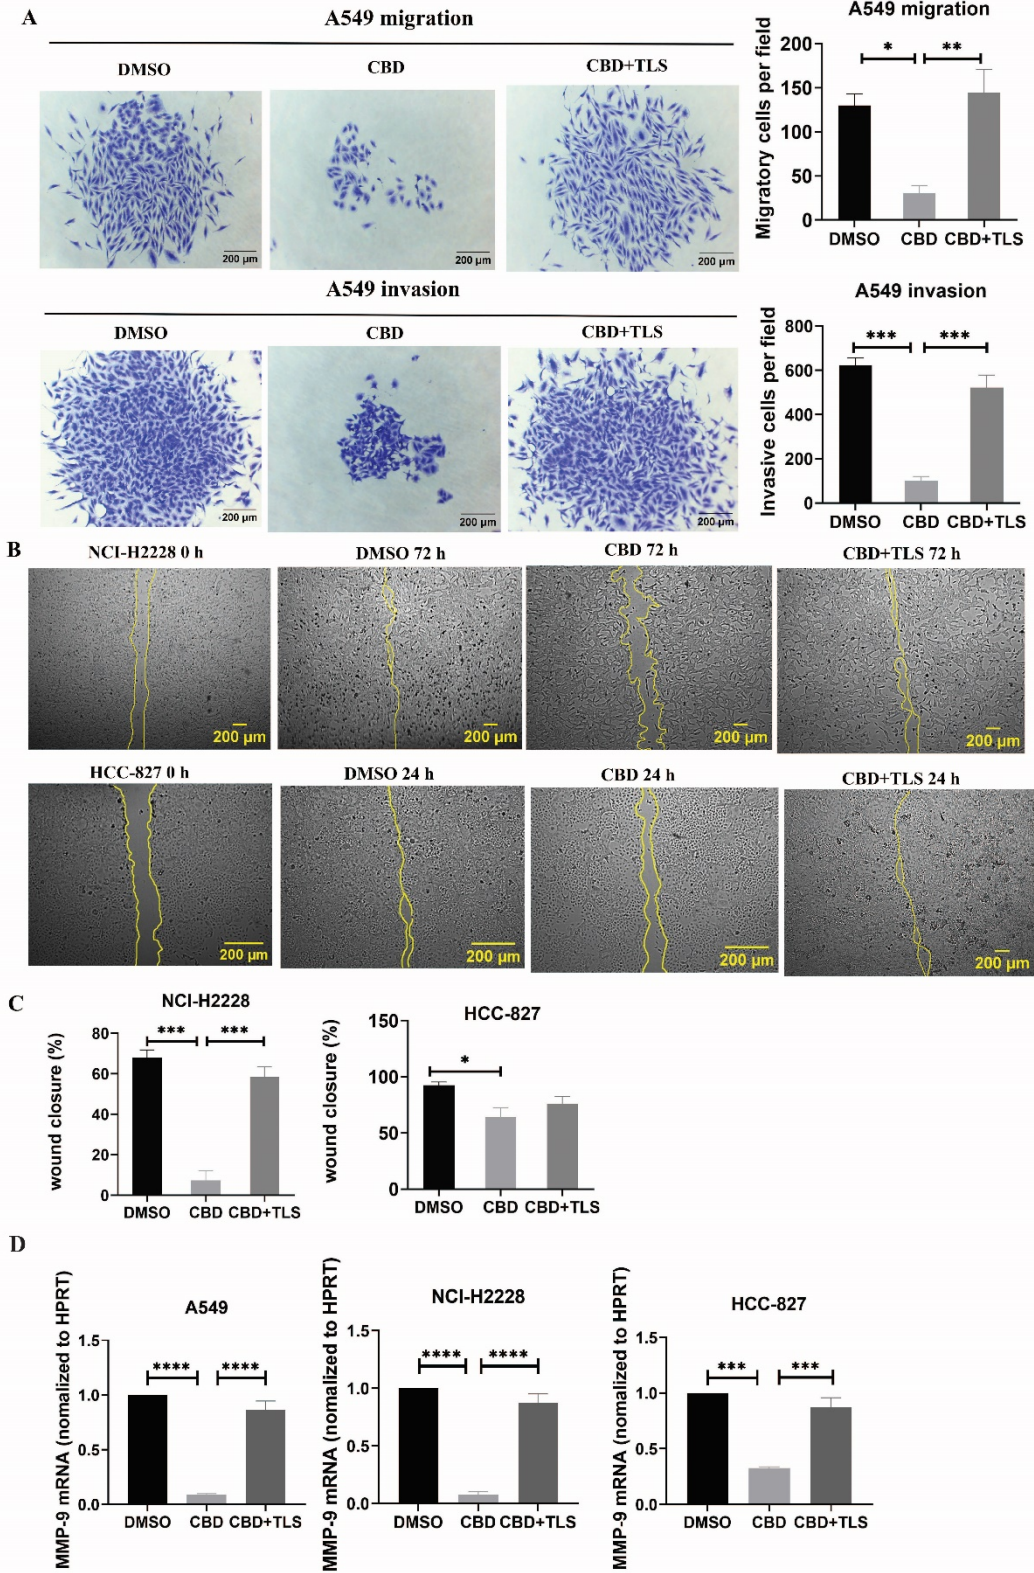 A
A549 migration
DMSO
CBD
CBD+TLS
200 µm
200 µm
200 µm
A549 migration
Migratory cells per field
200
150
100
50
0
*
**
DMSO
CBD
CBD+TLS
A549 invasion
DMSO
CBD
CBD+TLS
200 µm
200 µm
200 µm
A549 invasion
Invasive cells per field
800
600
400
200
0
***
***
DMSO
CBD
CBD+TLS
B
NCI-H2228 0 h
DMSO 72 h
CBD 72 h
CBD+TLS 72 h
200 µm
200 µm
200 µm
200 µm
HCC-827 0 h
DMSO 24 h
CBD 24 h
CBD+TLS 24 h
200 µm
200 µm
200 µm
200 µm
C
NCI-H2228
wound closure (%)
80
60
40
20
0
***
***
DMSO
CBD
CBD+TLS
HCC-827
wound closure (%)
150
100
50
0
*
DMSO
CBD
CBD+TLS
D
A549
MMP-9 mRNA (nomalized to HPRT)
1.5
1.0
0.5
0.0
****
****
DMSO
CBD
CBD+TLS
NCI-H2228
MMP-9 mRNA (nomalized to HPRT)
1.5
1.0
0.5
0.0
****
****
DMSO
CBD
CBD+TLS
HCC-827
MMP-9 mRNA (nomalized to HPRT)
1.5
1.0
0.5
0.0
***
***
DMSO
CBD
CBD+TLS